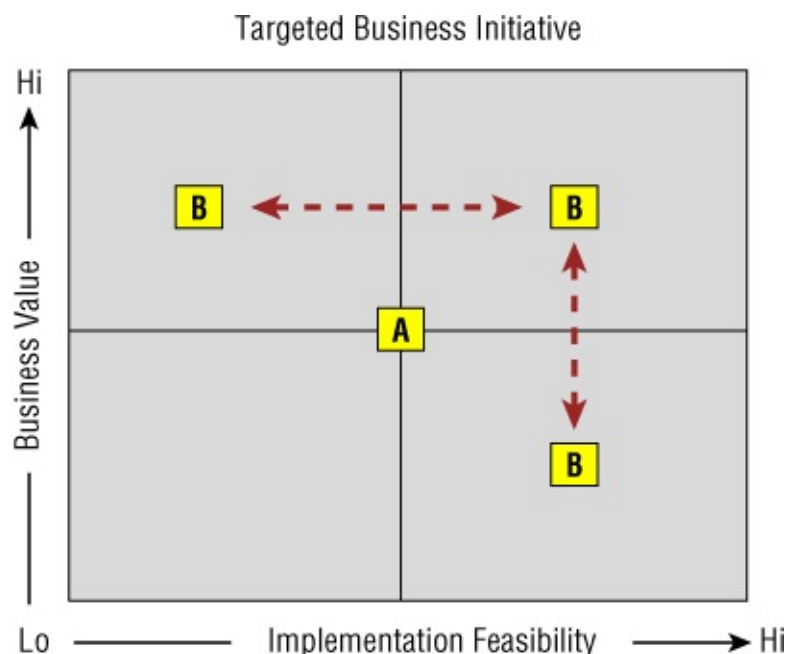 Targeted Business Initiative
Hi
B
B
A
Business Value
B
Lo
Implementation Feasibility
Hi